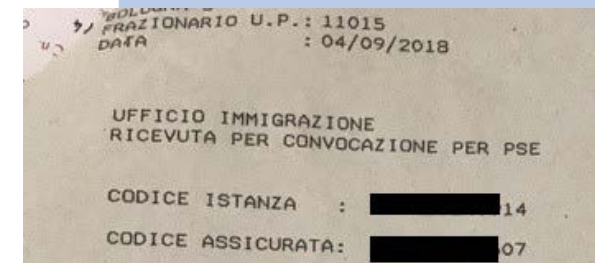 FRAZIONARIO U.P.: 11015
DATA : 04/09/2018
UFFICIO IMMIGRAZIONE
RICEVUTA PER CONVOCAZIONE PER PSE
CODICE ISTANZA : 14
CODICE ASSICURATA: 07